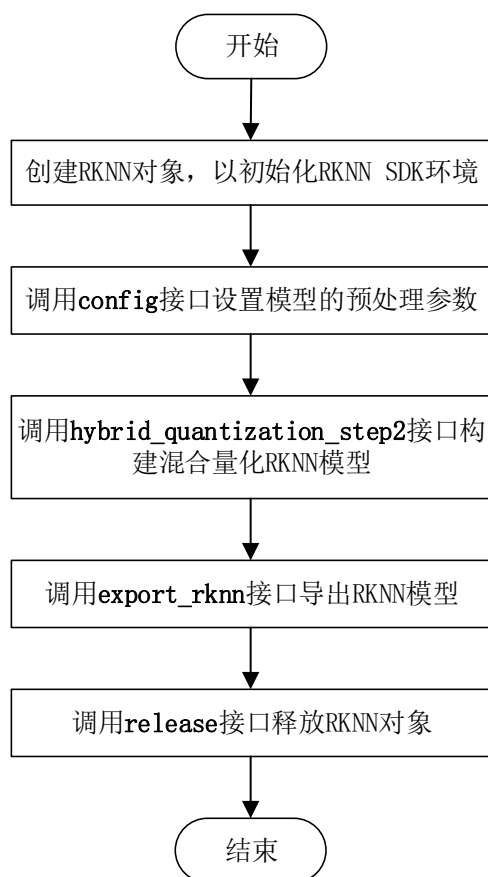 开始
创建RKNN对象，以初始化RKNN SDK环境
调用config接口设置模型的预处理参数
调用hybrid_quantization_step2接口构
建混合量化RKNN模型
调用export_rknn接口导出RKNN模型
调用release接口释放RKNN对象
结束